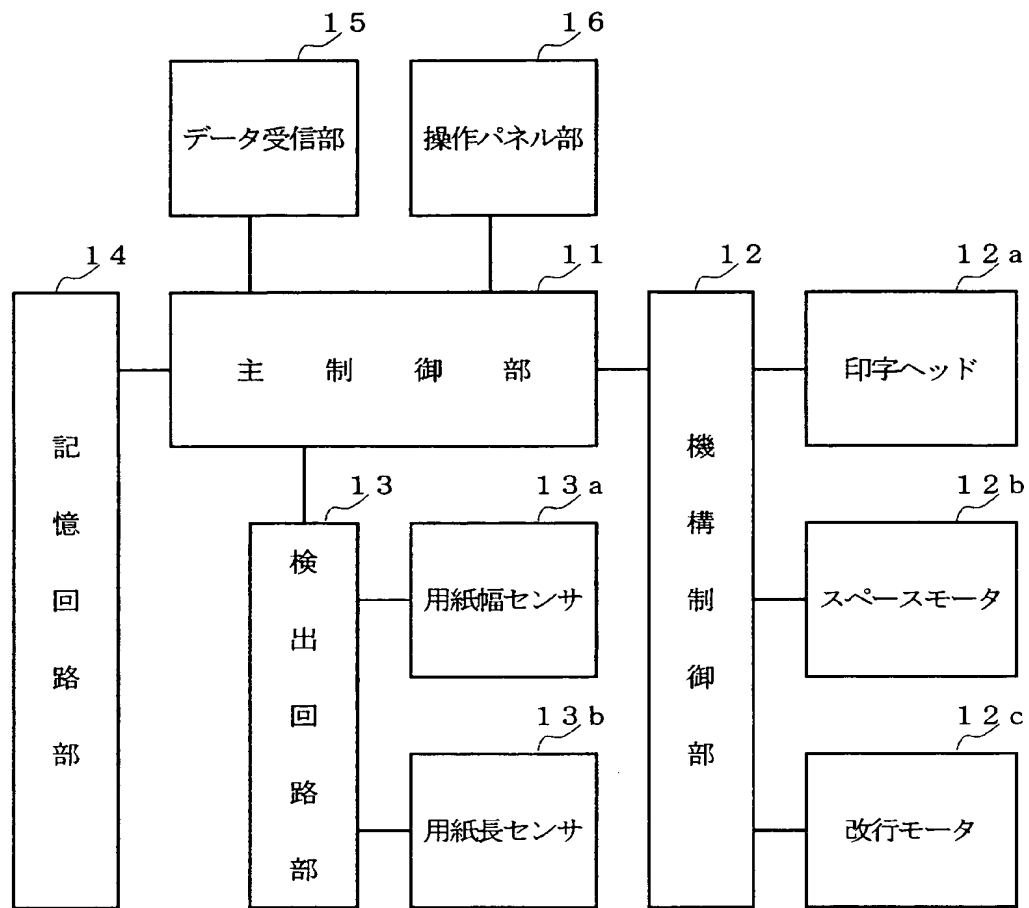 15
16
データ受信部
操作パネル部
14
11
12
12a
主制御部
印字ヘッド
記憶回路部
機構制御部
13
13a
12b
検出回路部
用紙幅センサ
スペースモータ
13b
12c
用紙長センサ
改行モータ